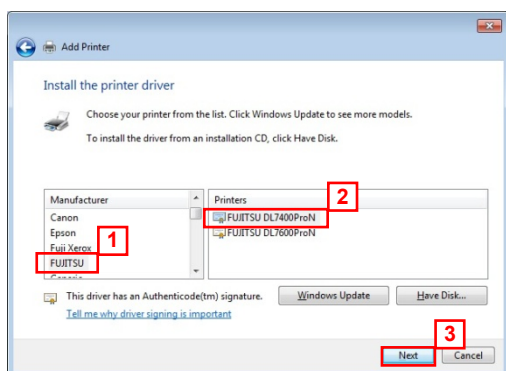 Add Printer
Install the printer driver
Choose your printer from the list. Click Windows Update to see more models.
To install the driver from an installation CD, click Have Disk.
Manufacturer
Canon
Epson
Fuji Xerox
FUJITSU
Generic
1
Printers
2
FUJITSU DL7400ProN
FUJITSU DL7600ProN
This driver has an Authenticode(tm) signature.
Tell me why driver signing is important
Windows Update
Have Disk...
3
Next
Cancel